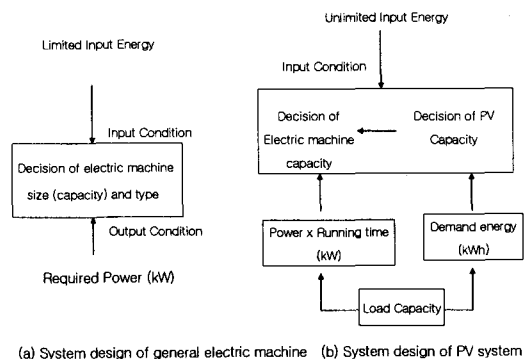 Limited Input Energy
Input Condition
Decision of electric machine
size (capacity) and type
Output Condition
Required Power (kW)
Unlimited Input Energy
Input Condition
Decision of
Electric machine
capacity
Decision of PV
Capacity
Power x Running time
(kW)
Demand energy
(kWh)
Load Capacity
(a) System design of general electric machine (b) System design of PV system